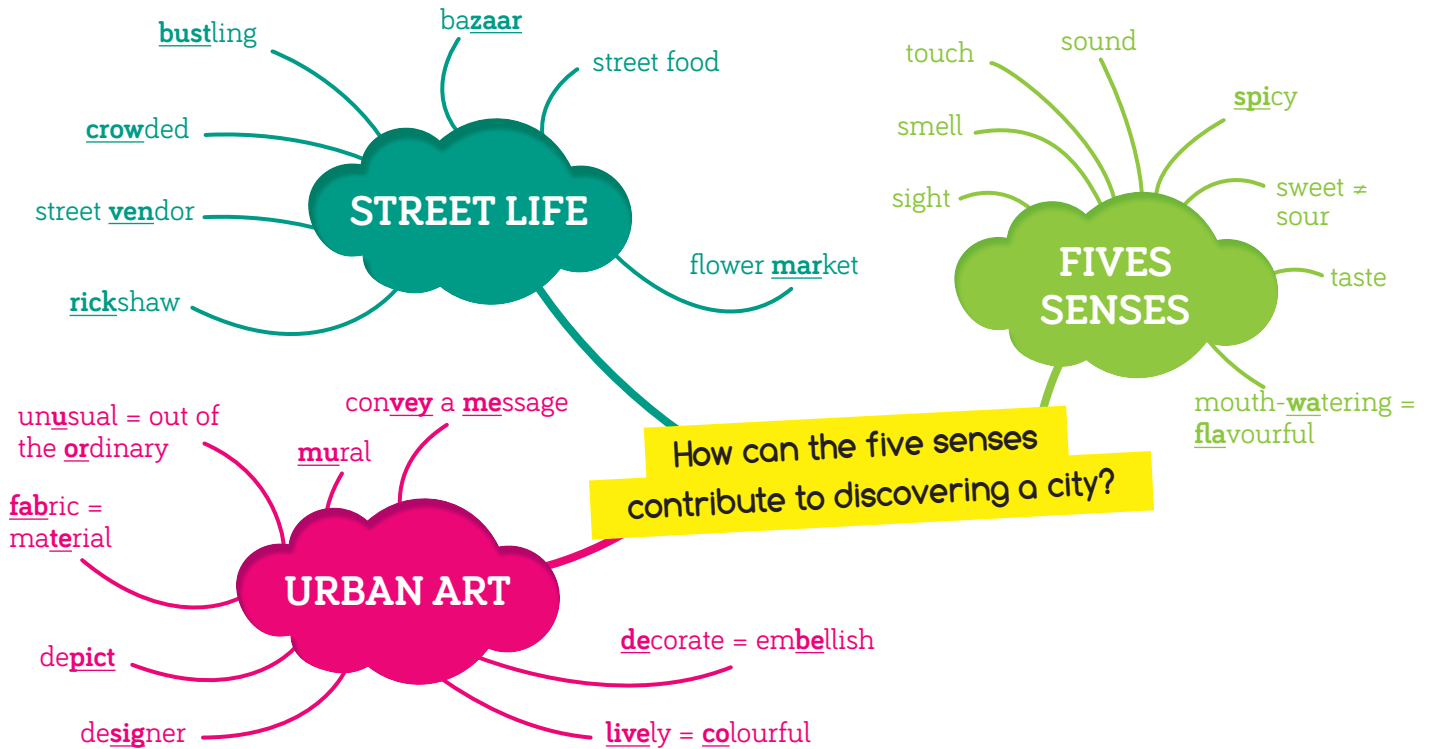 bustling
bazaar
street food
crowded
street vendor
rickshaw
STREET LIFE
flower market
touch
sound
spicy
smell
sight
sweet ≠
sour
taste
FIVES
SENSES
mouth-watering =
flavourful
How can the five senses
contribute to discovering a city?
unusual = out of
the ordinary
mural
convey a message
fabric =
material
URBAN ART
depict
designer
decorate = embellish
lively = colourful